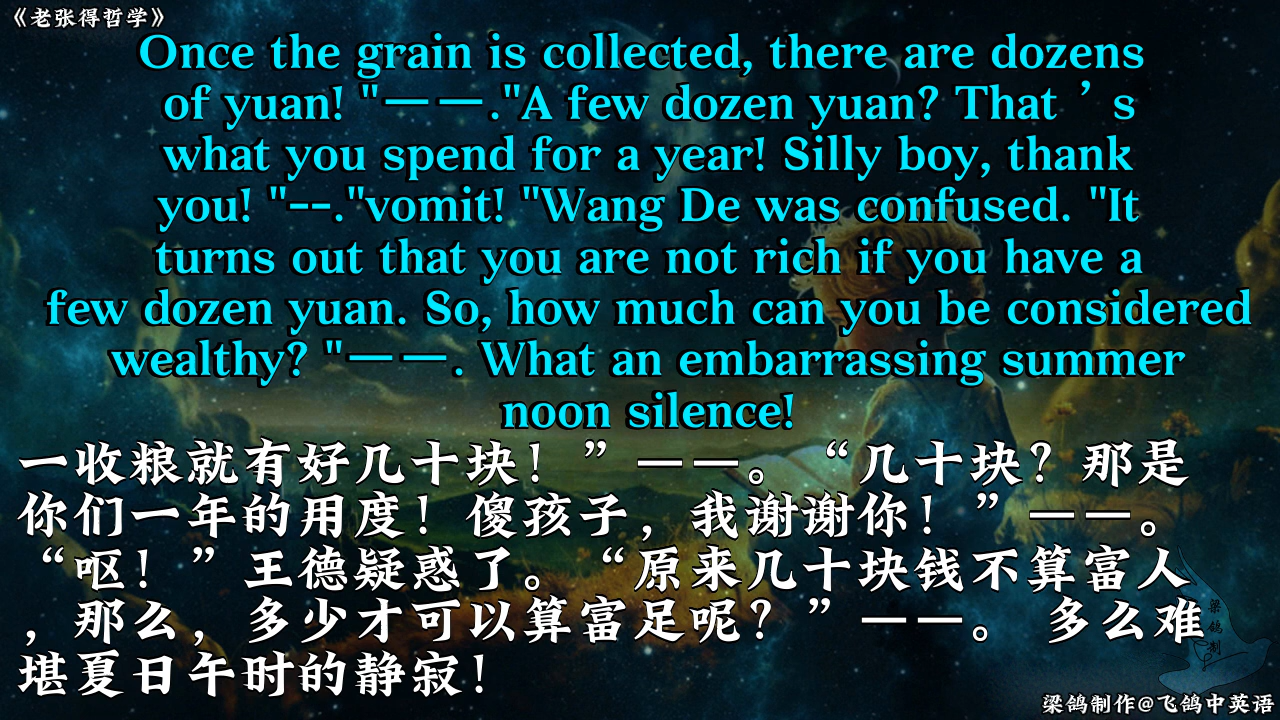 《老张得哲学》
Once the grain is collected, there are dozens
of yuan! "——."A few dozen yuan? That ’ s
what you spend for a year! Silly boy, thank
you! "--."vomit! "Wang De was confused. "It
turns out that you are not rich if you have a
few dozen yuan. So, how much can you be considered
wealthy? "——. What an embarrassing summer
noon silence!
一收粮就有好几十块！”——。“几十块？那是
你们一年的用度！傻孩子，我谢谢你！”——。
“呕！”王德疑惑了。“原来几十块钱不算富人
，那么，多少才可以算富足呢？”——。 多么难
堪夏日午时的静寂！
梁鸽制
梁鸽制作@飞鸽中英语